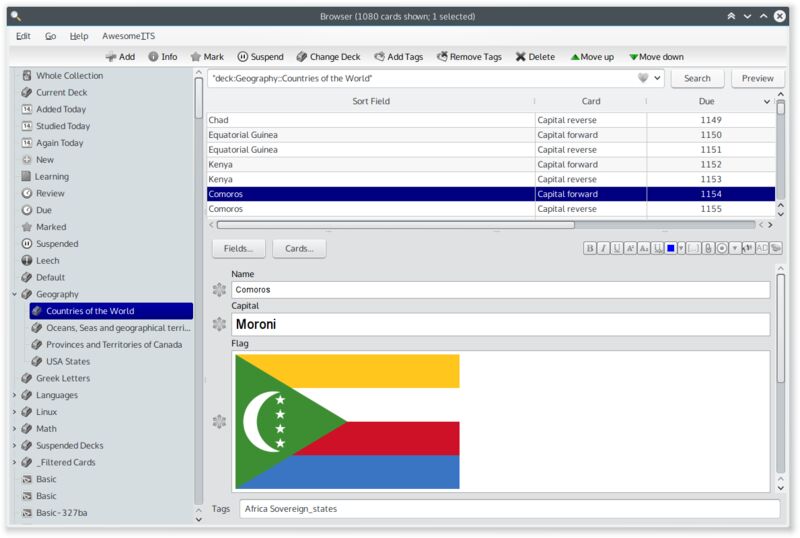 Browser (1080 cards shown; 1 selected)
Edit Go Help AwesomeITS
Add Info Mark Suspend Change Deck Add Tags Remove Tags Delete Move up Move down
Whole Collection
Current Deck
Added Today
Studied Today
Again Today
New
Learning
Review
Due
Marked
Suspended
Leech
Default
Geography
Countries of the World
Oceans, Seas and geographical terri...
Provinces and Territories of Canada
USA States
Greek Letters
Languages
Linux
Math
Suspended Decks
_Filtered Cards
Basic
Basic
Basic-327ba
"deck:Geography::Countries of the World" Search Preview
Sort Field Card Due
Chad Capital reverse 1149
Equatorial Guinea Capital forward 1150
Equatorial Guinea Capital reverse 1151
Kenya Capital forward 1152
Kenya Capital reverse 1153
Comoros Capital forward 1154
Comoros Capital reverse 1155
Fields... Cards...
Name
Comoros
Capital
Moroni
Flag
Tags Africa Sovereign_states